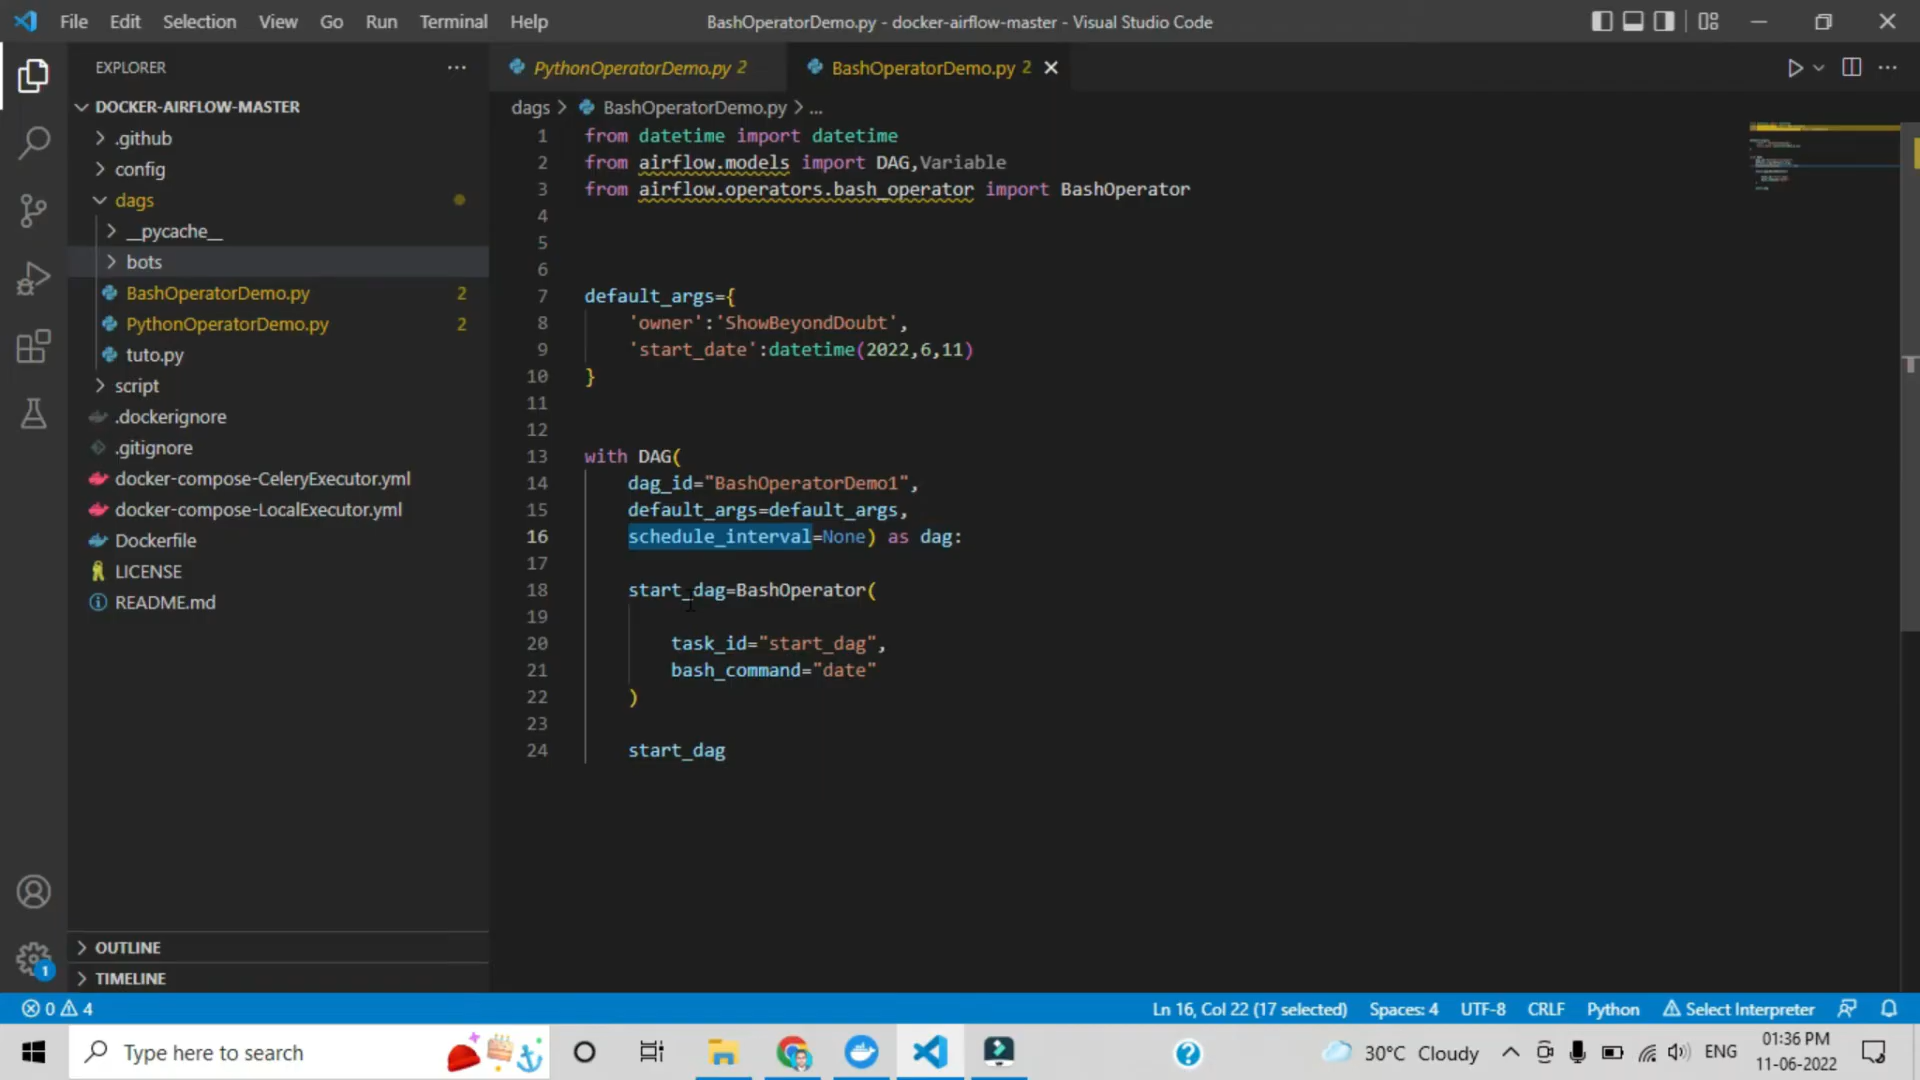 File Edit Selection View Go Run Terminal Help
BashOperatorDemo.py - docker-airflow-master - Visual Studio Code
EXPLORER
DOCKER-AIRFLOW-MASTER
.github
config
dags
__pycache__
bots
BashOperatorDemo.py 2
PythonOperatorDemo.py 2
tuto.py
script
.dockerignore
.gitignore
docker-compose-CeleryExecutor.yml
docker-compose-LocalExecutor.yml
Dockerfile
LICENSE
README.md
OUTLINE
TIMELINE
PythonOperatorDemo.py 2
BashOperatorDemo.py 2
dags > BashOperatorDemo.py > ...
1 from datetime import datetime
2 from airflow.models import DAG,Variable
3 from airflow.operators.bash_operator import BashOperator
4
5
6
7 default_args={
8 'owner':'ShowBeyondDoubt',
9 'start_date':datetime(2022,6,11)
10 }
11
12
13 with DAG(
14 dag_id="BashOperatorDemo1",
15 default_args=default_args,
16 schedule_interval=None) as dag:
17
18 start_dag=BashOperator(
19
20 task_id="start_dag",
21 bash_command="date"
22 )
23
24 start_dag
0 4
Ln 16, Col 22 (17 selected) Spaces: 4 UTF-8 CRLF Python Select Interpreter
1
Type here to search
30°C Cloudy
ENG
01:36 PM
11-06-2022